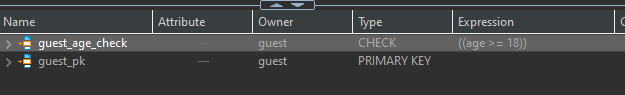 Name Attribute Owner Type Expression
guest_age_check — guest CHECK ((age >= 18))
guest_pk — guest PRIMARY KEY